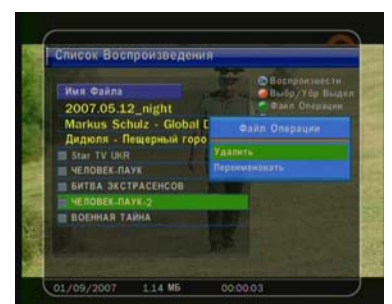 Список Воспроизведения
Имя Файла
2007.05.12_night
Markus Schulz - Global D
Дидюля - Пещерный горо
Star TV UKR
ЧЕЛОВЕК-ПАУК
БИТВА ЭКСТРАСЕНСОВ
ЧЕЛОВЕК-ПАУК-2
ВОЕННАЯ ТАЙНА
Воспроизвести
Выбр/Убр Выдел
Файл Операции
Файл Операции
Удалить
Переименовать
01/09/2007 1.14 МБ 00:00:03